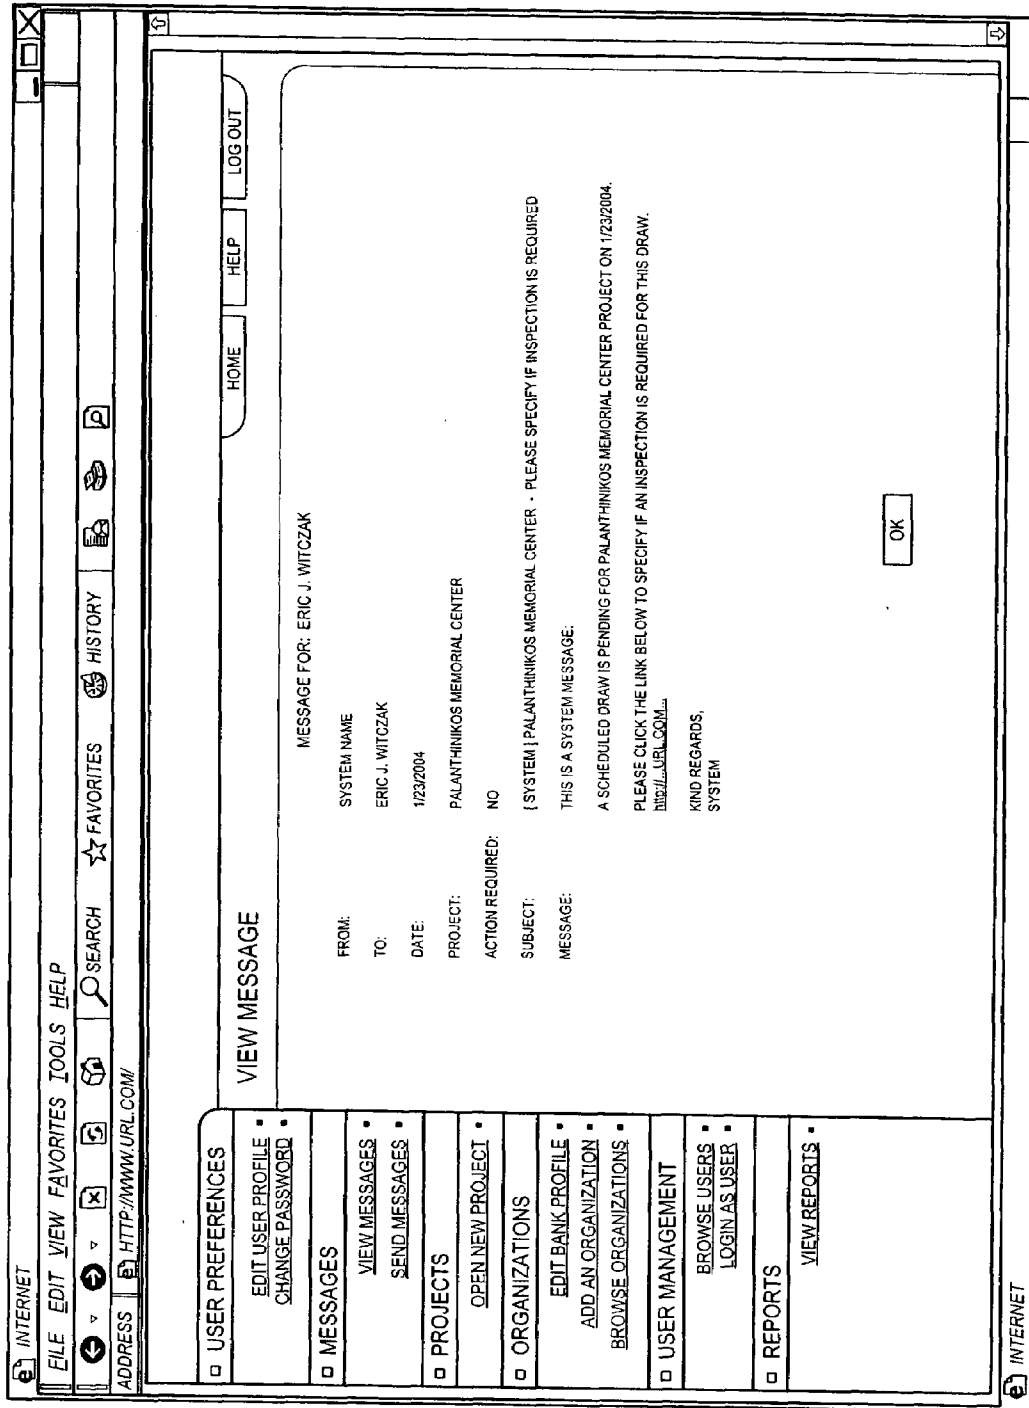 INTERNET
FILE EDIT VIEW FAVORITES TOOLS HELP
SEARCH FAVORITES HISTORY
ADDRESS HTTP://WWW.URL.COM/
HOME HELP LOG OUT
USER PREFERENCES
EDIT USER PROFILE
CHANGE PASSWORD
MESSAGES
VIEW MESSAGES
SEND MESSAGES
PROJECTS
OPEN NEW PROJECT
ORGANIZATIONS
EDIT BANK PROFILE
ADD AN ORGANIZATION
BROWSE ORGANIZATIONS
USER MANAGEMENT
BROWSE USERS
LOGIN AS USER
REPORTS
VIEW REPORTS
VIEW MESSAGE
MESSAGE FOR: ERIC J. WITCZAK
FROM: SYSTEM NAME
TO: ERIC J. WITCZAK
DATE: 1/23/2004
PROJECT: PALANTHINIKOS MEMORIAL CENTER
ACTION REQUIRED: NO
SUBJECT: [ SYSTEM ] PALANTHINIKOS MEMORIAL CENTER - PLEASE SPECIFY IF INSPECTION IS REQUIRED
MESSAGE: THIS IS A SYSTEM MESSAGE:
A SCHEDULED DRAW IS PENDING FOR PALANTHINIKOS MEMORIAL CENTER PROJECT ON 1/23/2004.
PLEASE CLICK THE LINK BELOW TO SPECIFY IF AN INSPECTION IS REQUIRED FOR THIS DRAW.
http://...URL.COM...
KIND REGARDS,
SYSTEM
OK
INTERNET